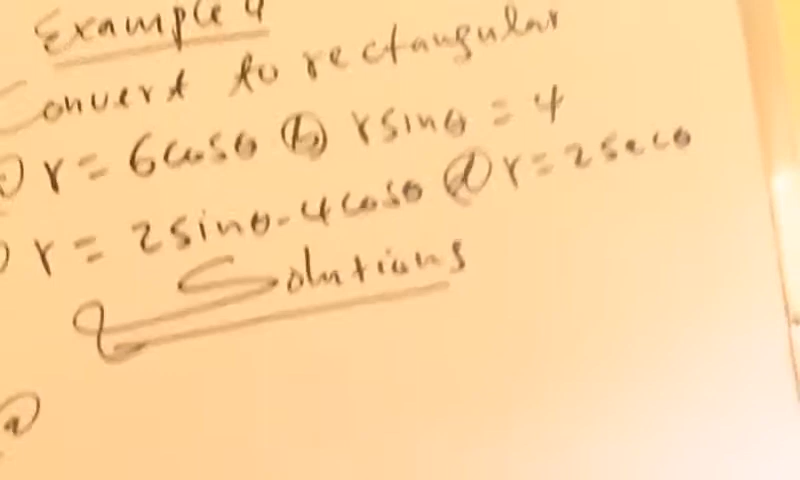 Example 4
Convert to rectangular
) r = 6cosθ (b) rsinθ = 4
) r = 2sinθ-4cosθ (d) r = 2secθ
Solutions
(a)